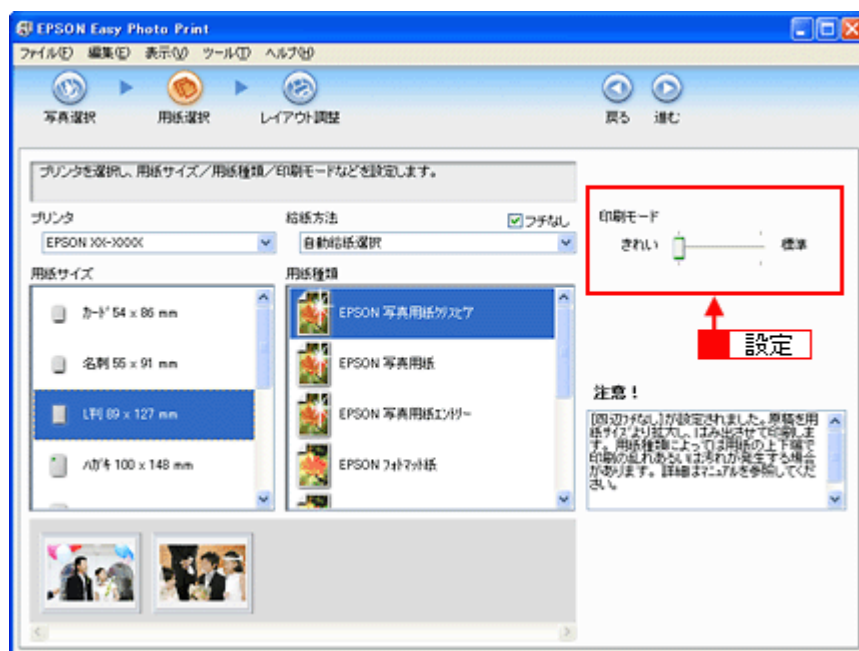 EPSON Easy Photo Print
ファイル(F) 編集(E) 表示(V) ツール(T) ヘルプ(H)
写真選択 用紙選択 レイアウト調整 戻る 進む
プリンタを選択し、用紙サイズ/用紙種類/印刷モードなどを設定します。
プリンタ
EPSON XX-XXXX
給紙方法
フチなし
自動給紙選択
用紙サイズ
カード 54 x 86 mm
名刺 55 x 91 mm
L判 89 x 127 mm
ハガキ 100 x 148 mm
用紙種類
EPSON 写真用紙クリスピア
EPSON 写真用紙
EPSON 写真用紙エントリー
EPSON フォトマット紙
印刷モード
きれい 標準
設定
注意!
[四辺フチなし]が設定されました。原稿を用
紙サイズより拡大し、はみ出させて印刷しま
す。用紙種類によっては用紙の上下端で
印刷の乱れあるいは汚れが発生する場合
があります。詳細はマニュアルを参照してくだ
さい。